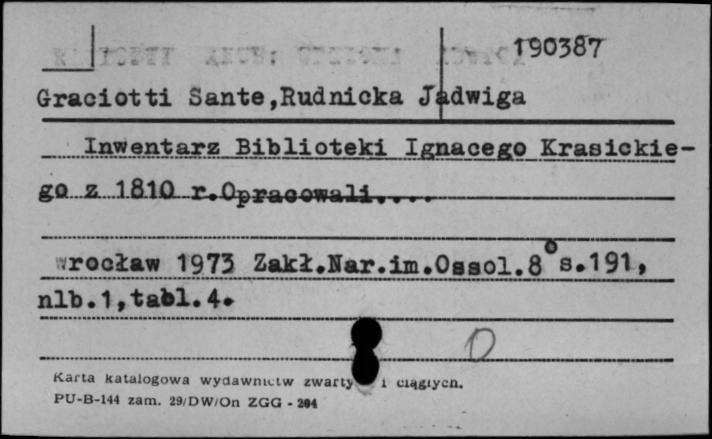 190387
Graciotti Sante,Rudnicka Jadwiga
Inwentarz Biblioteki Ignacego Krasickie-
go z 1810 r.Opracowali....
Wrocław 1973 Zakł.Nar.im.Ossol.8° s.191,
nlb.1,tabl.4.
O
Karta katalogowa wydawnictw zwarty i ciągłych.
PU-B-144 zam. 29/DW/On ZGG - 204